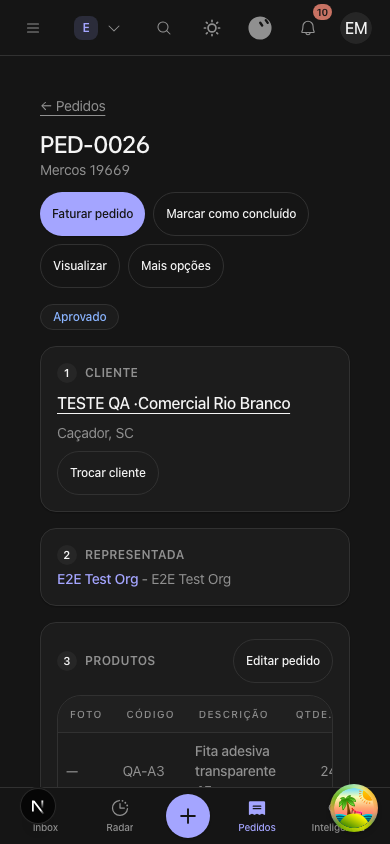 E
10
EM
← Pedidos
PED-0026
Mercos 19669
Faturar pedido
Marcar como concluído
Visualizar
Mais opções
Aprovado
1 CLIENTE
TESTE QA ·Comercial Rio Branco
Caçador, SC
Trocar cliente
2 REPRESENTADA
E2E Test Org - E2E Test Org
3 PRODUTOS
Editar pedido
FOTO CÓDIGO DESCRIÇÃO QTDE.
Fita adesiva
— QA-A3 transparente 24
N
Inbox Radar Pedidos